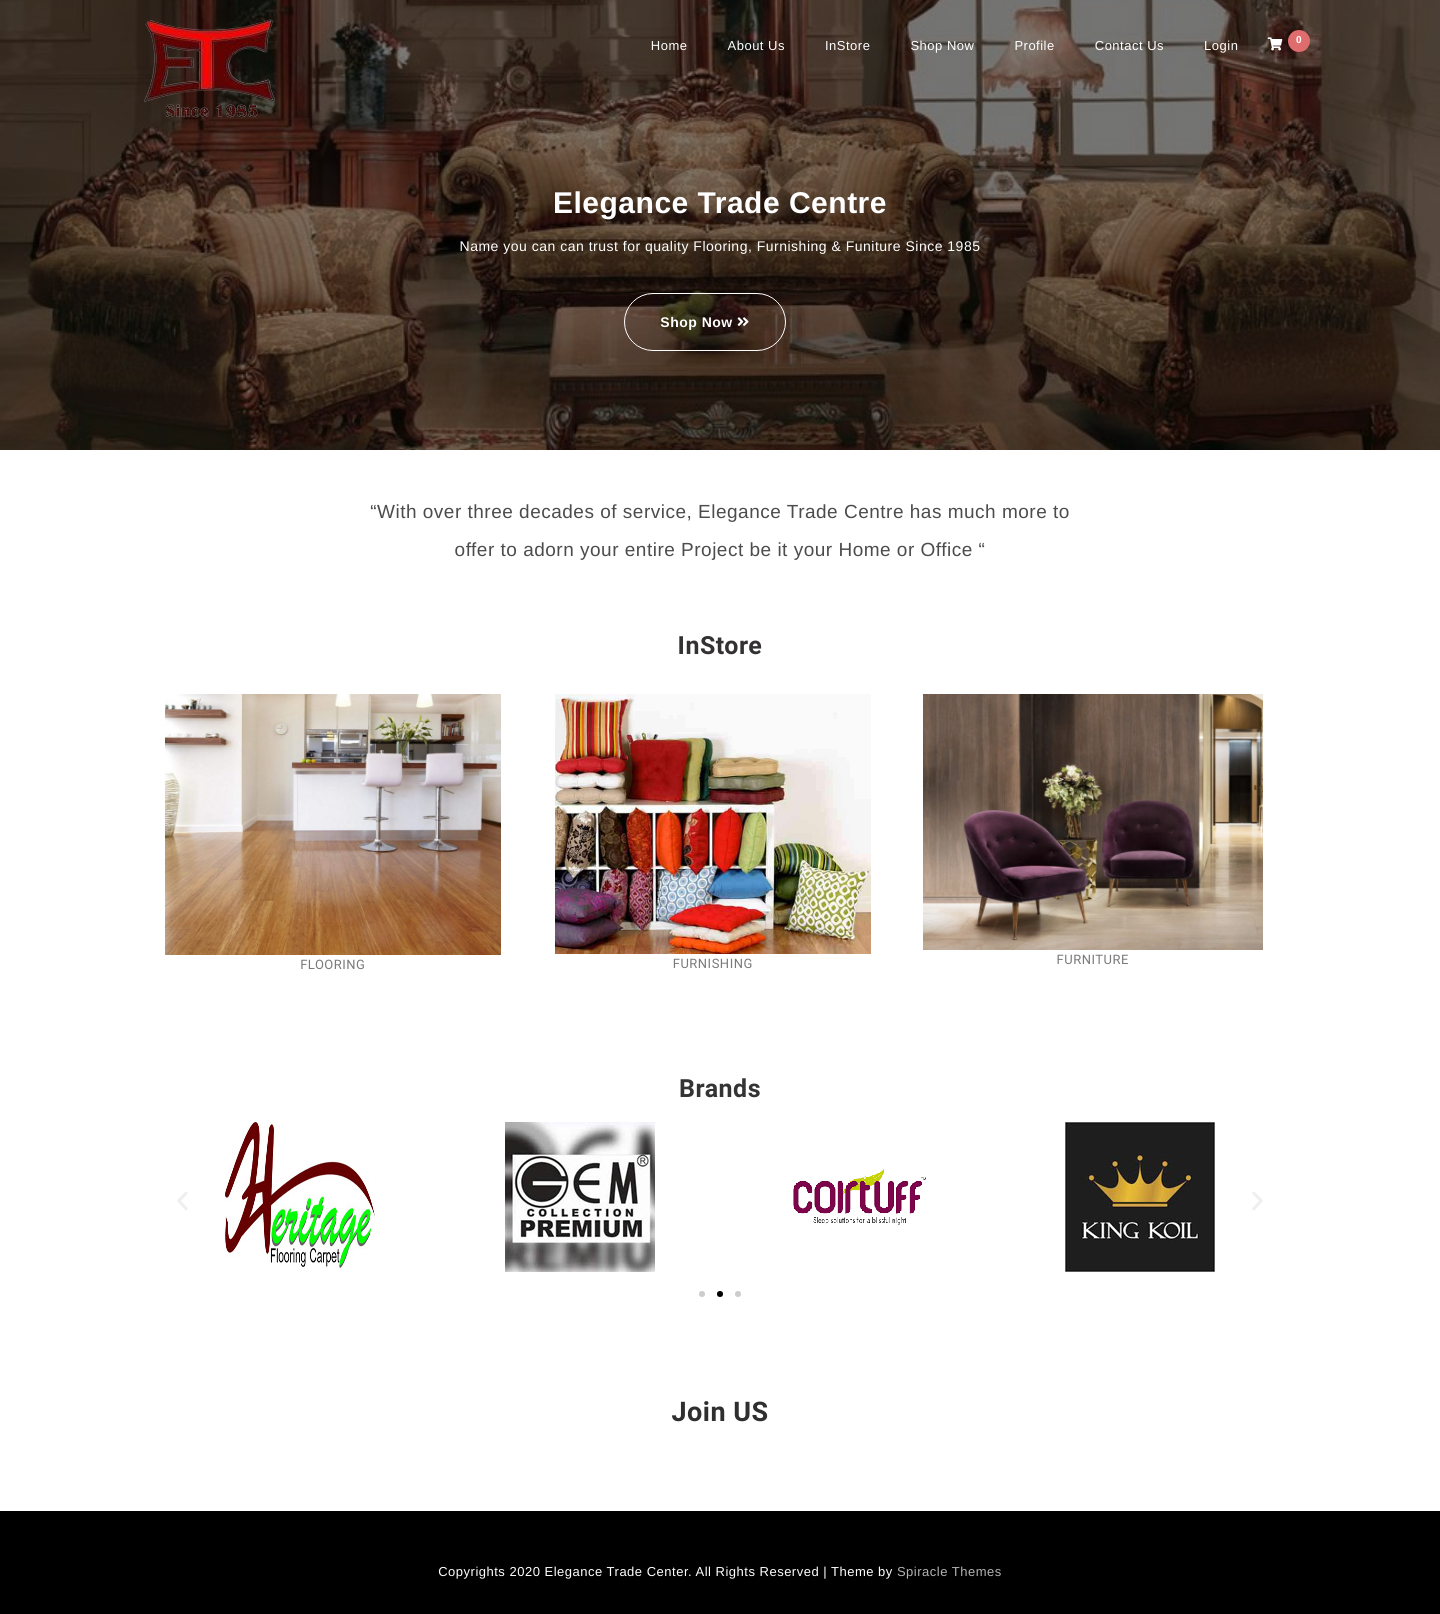 ETC
Since 1985
Home
About Us
InStore
Shop Now
Profile
Contact Us
Login
0
Elegance Trade Centre
Name you can can trust for quality Flooring, Furnishing & Funiture Since 1985
Shop Now
“With over three decades of service, Elegance Trade Centre has much more to
offer to adorn your entire Project be it your Home or Office “
InStore
FLOORING
FURNISHING
FURNITURE
Brands
Heritage
Flooring Carpet
GEM ®
COLLECTION
PREMIUM
coirtuff
Sleep solutions for a blissful night
KING KOIL
Join US
Copyrights 2020 Elegance Trade Center. All Rights Reserved | Theme by Spiracle Themes